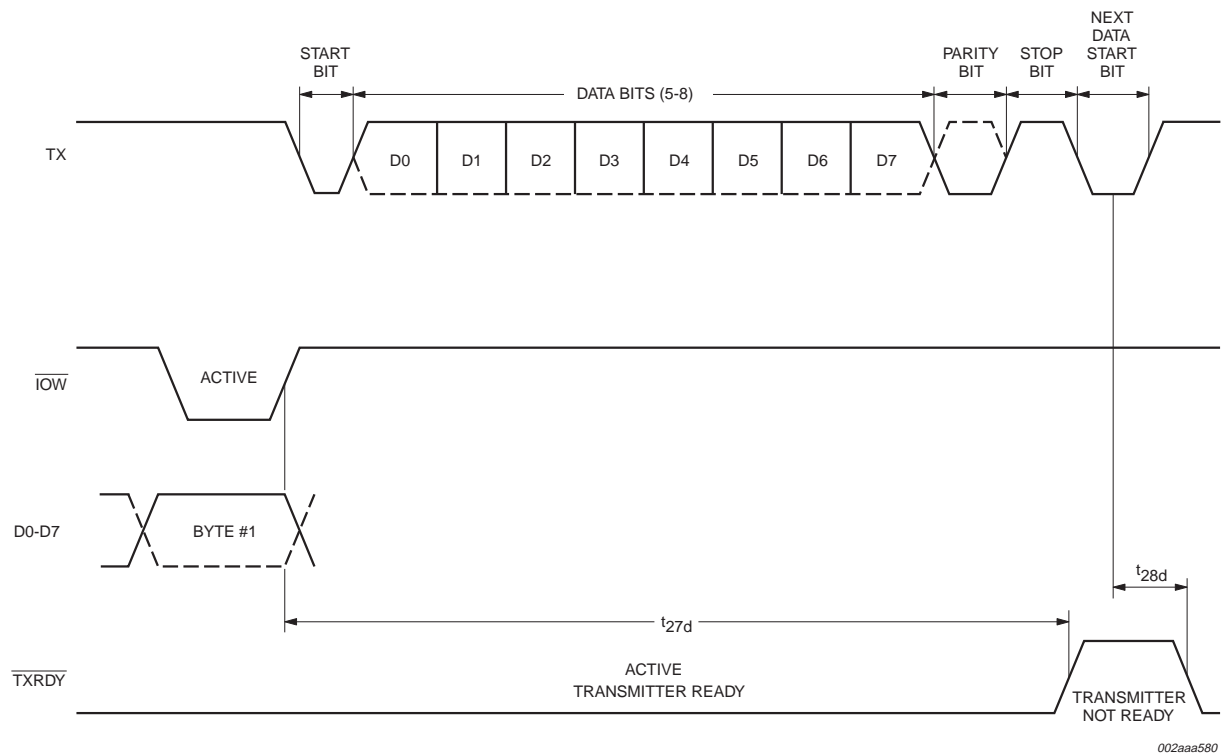 START
BIT
DATA BITS (5-8)
PARITY
BIT
STOP
BIT
NEXT
DATA
START
BIT
TX
D0 D1 D2 D3 D4 D5 D6 D7
IOW
ACTIVE
D0-D7
BYTE #1
t28d
t27d
TXRDY
ACTIVE
TRANSMITTER READY
TRANSMITTER
NOT READY
002aaa580